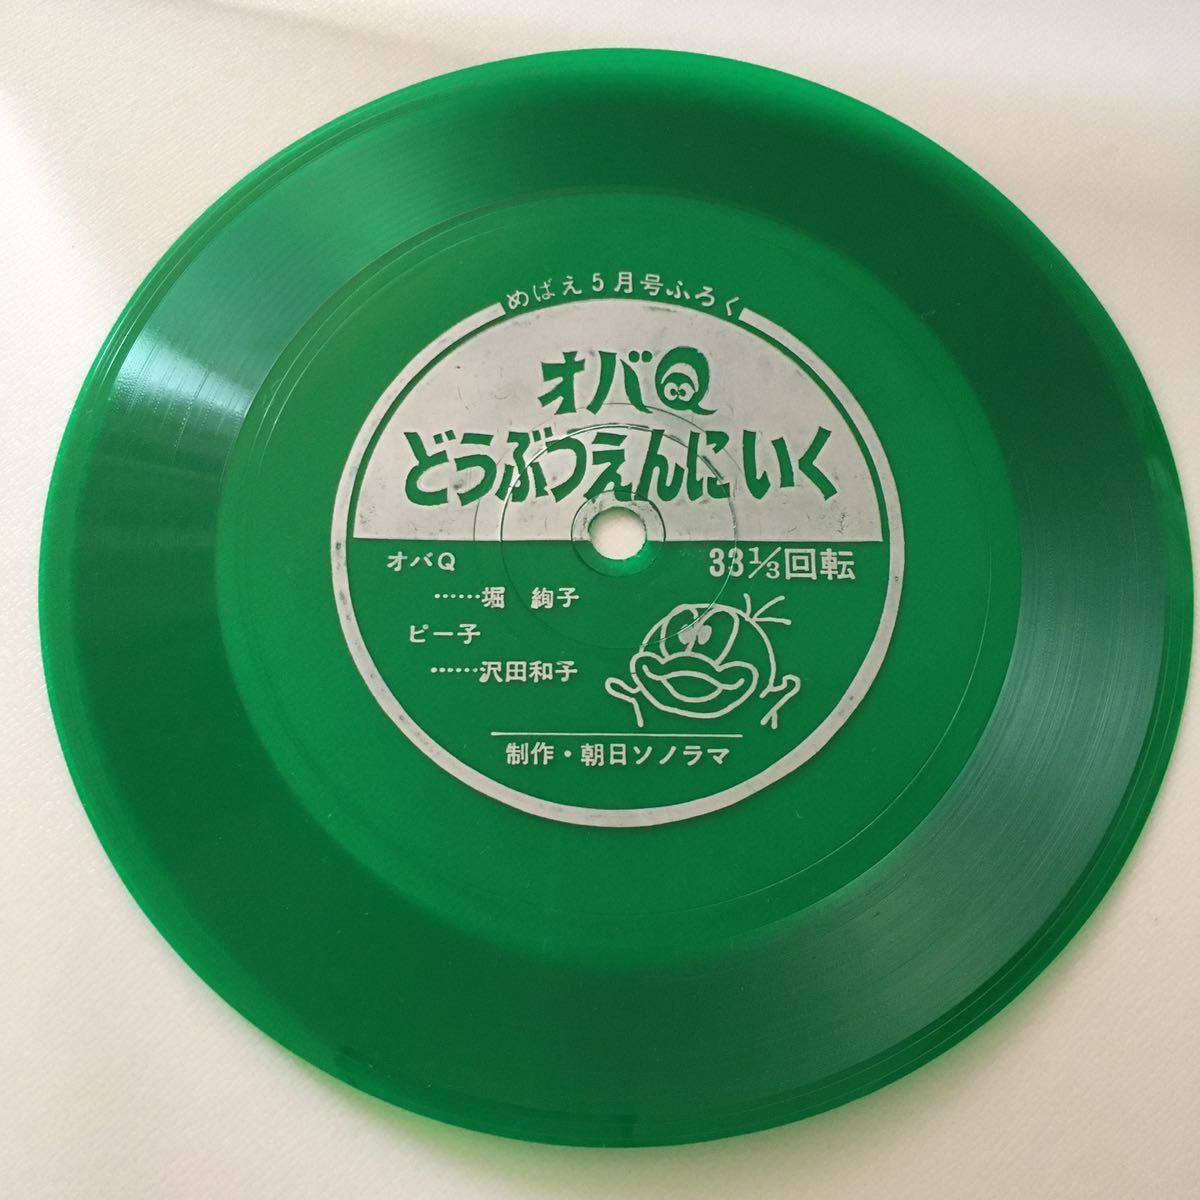 めばえ5月号ふろく
オバQ
どうぶつえんにいく
33⅓回転
オバQ
……堀 絢子
ピー子
……沢田和子
制作・朝日ソノラマ